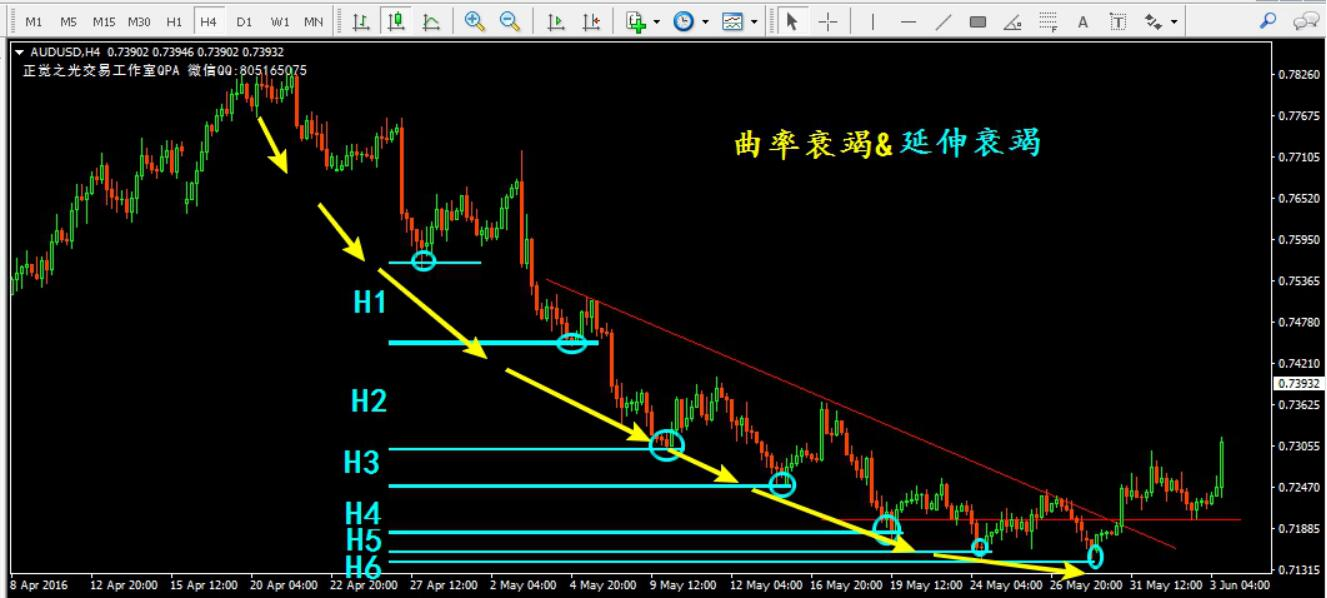 M1 M5 M15 M30 H1 H4 D1 W1 MN A T F
AUDUSD,H4 0.73902 0.73946 0.73902 0.73932
正觉之光交易工作室QPA 微信QQ:805165075
曲率衰竭&延伸衰竭
H1
H2
H3
H4
H5
H6
0.78260
0.77675
0.77105
0.76520
0.75950
0.75365
0.74780
0.74210
0.73932
0.73625
0.73055
0.72470
0.71885
0.71315
8 Apr 2016 12 Apr 20:00 15 Apr 12:00 20 Apr 04:00 22 Apr 20:00 27 Apr 12:00 2 May 04:00 4 May 20:00 9 May 12:00 12 May 04:00 16 May 20:00 19 May 12:00 24 May 04:00 26 May 20:00 31 May 12:00 3 Jun 04:00